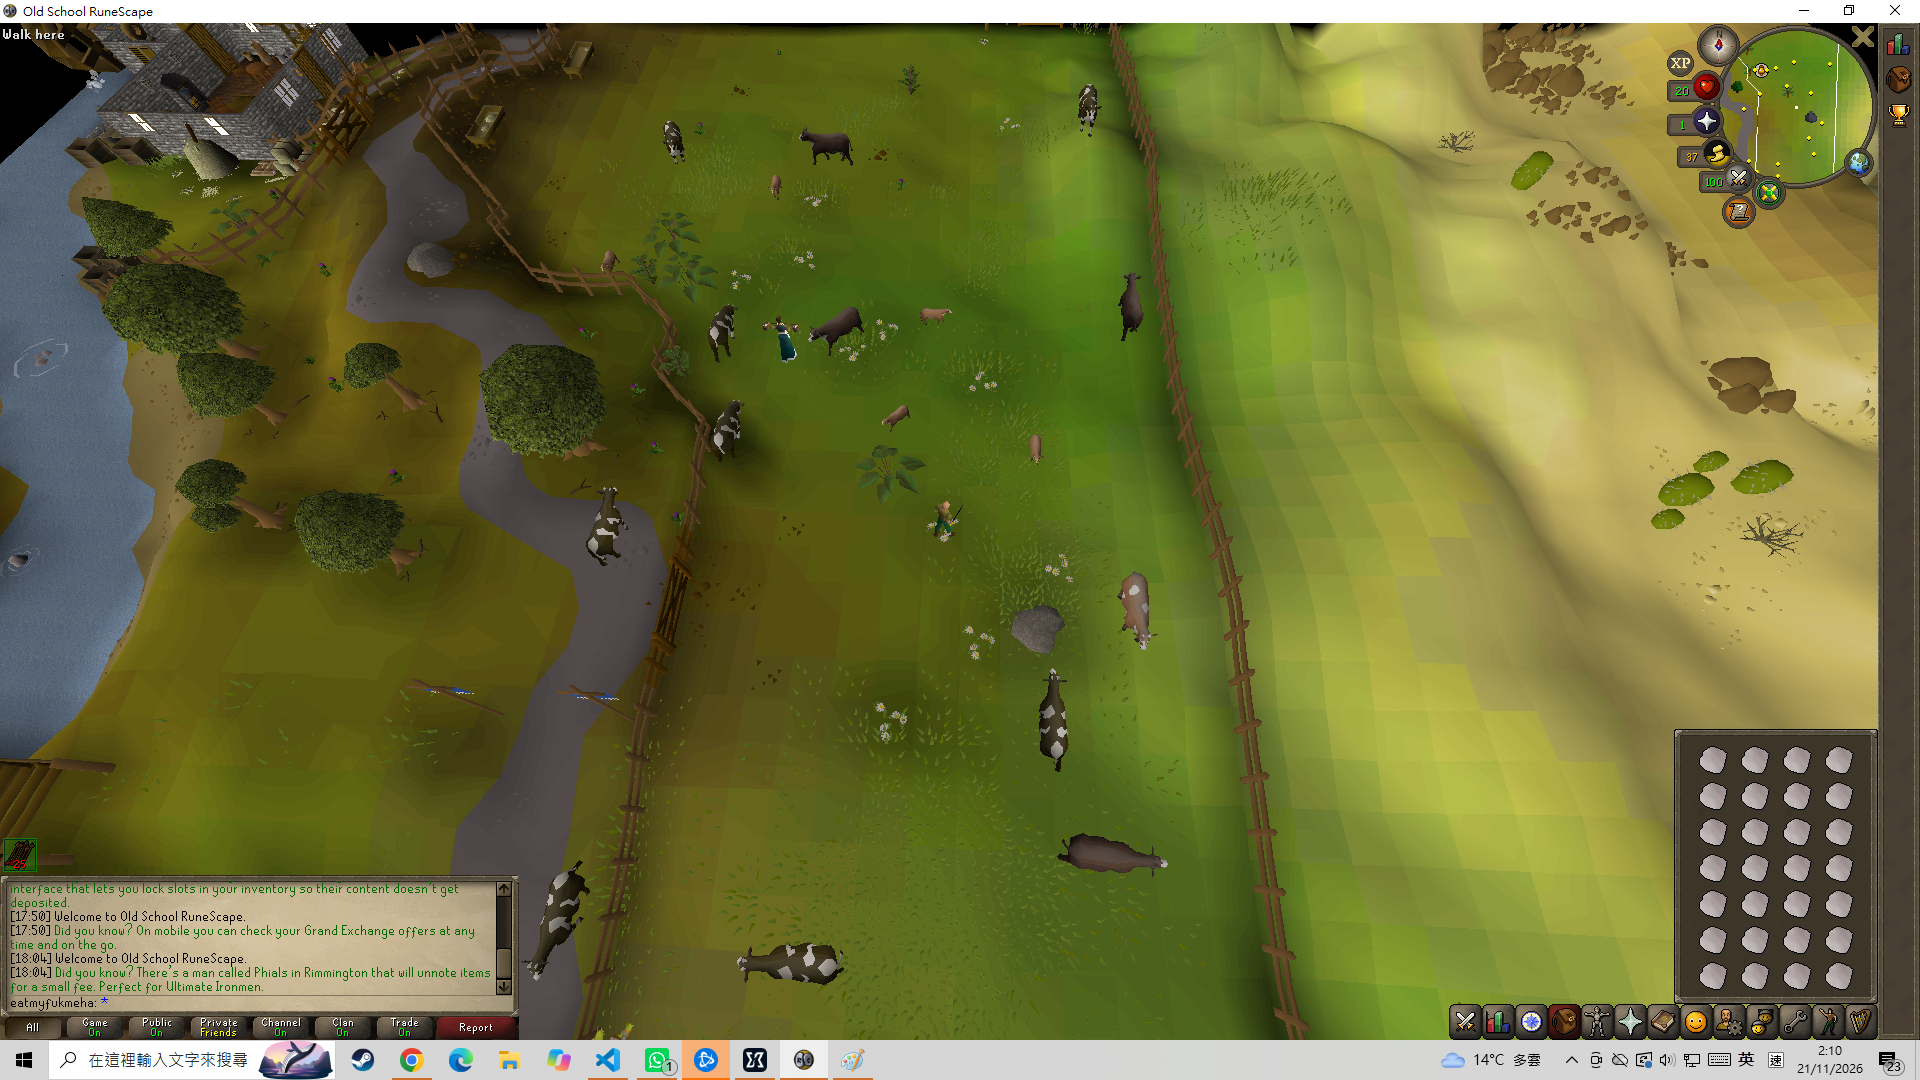 Old School RuneScape
Walk here
N
XP
20
1
37
100
25
interface that lets you lock slots in your inventory so their content doesn't get
deposited.
[17:50] Welcome to Old School RuneScape.
[17:50] Did you know? On mobile you can check your Grand Exchange offers at any
time and on the go.
[18:04] Welcome to Old School RuneScape.
[18:04] Did you know? There's a man called Phials in Rimmington that will unnote items
for a small fee. Perfect for Ultimate Ironmen.
eatmyfukmeha: *
All
Game
On
Public
On
Private
Friends
Channel
On
Clan
On
Trade
On
Report
在這裡輸入文字來搜尋
1
14°C 多雲
英
速
2:10
21/11/2026
23